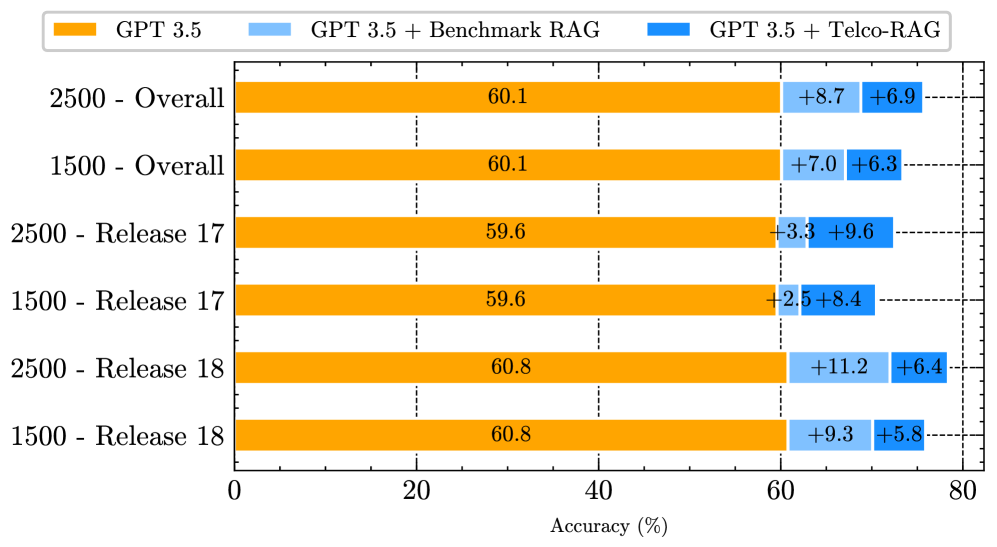 GPT 3.5 GPT 3.5 + Benchmark RAG GPT 3.5 + Telco-RAG
2500 - Overall 60.1 +8.7 +6.9
1500 - Overall 60.1 +7.0 +6.3
2500 - Release 17 59.6 +3.3 +9.6
1500 - Release 17 59.6 +2.5 +8.4
2500 - Release 18 60.8 +11.2 +6.4
1500 - Release 18 60.8 +9.3 +5.8
0 20 40 60 80
Accuracy (%)